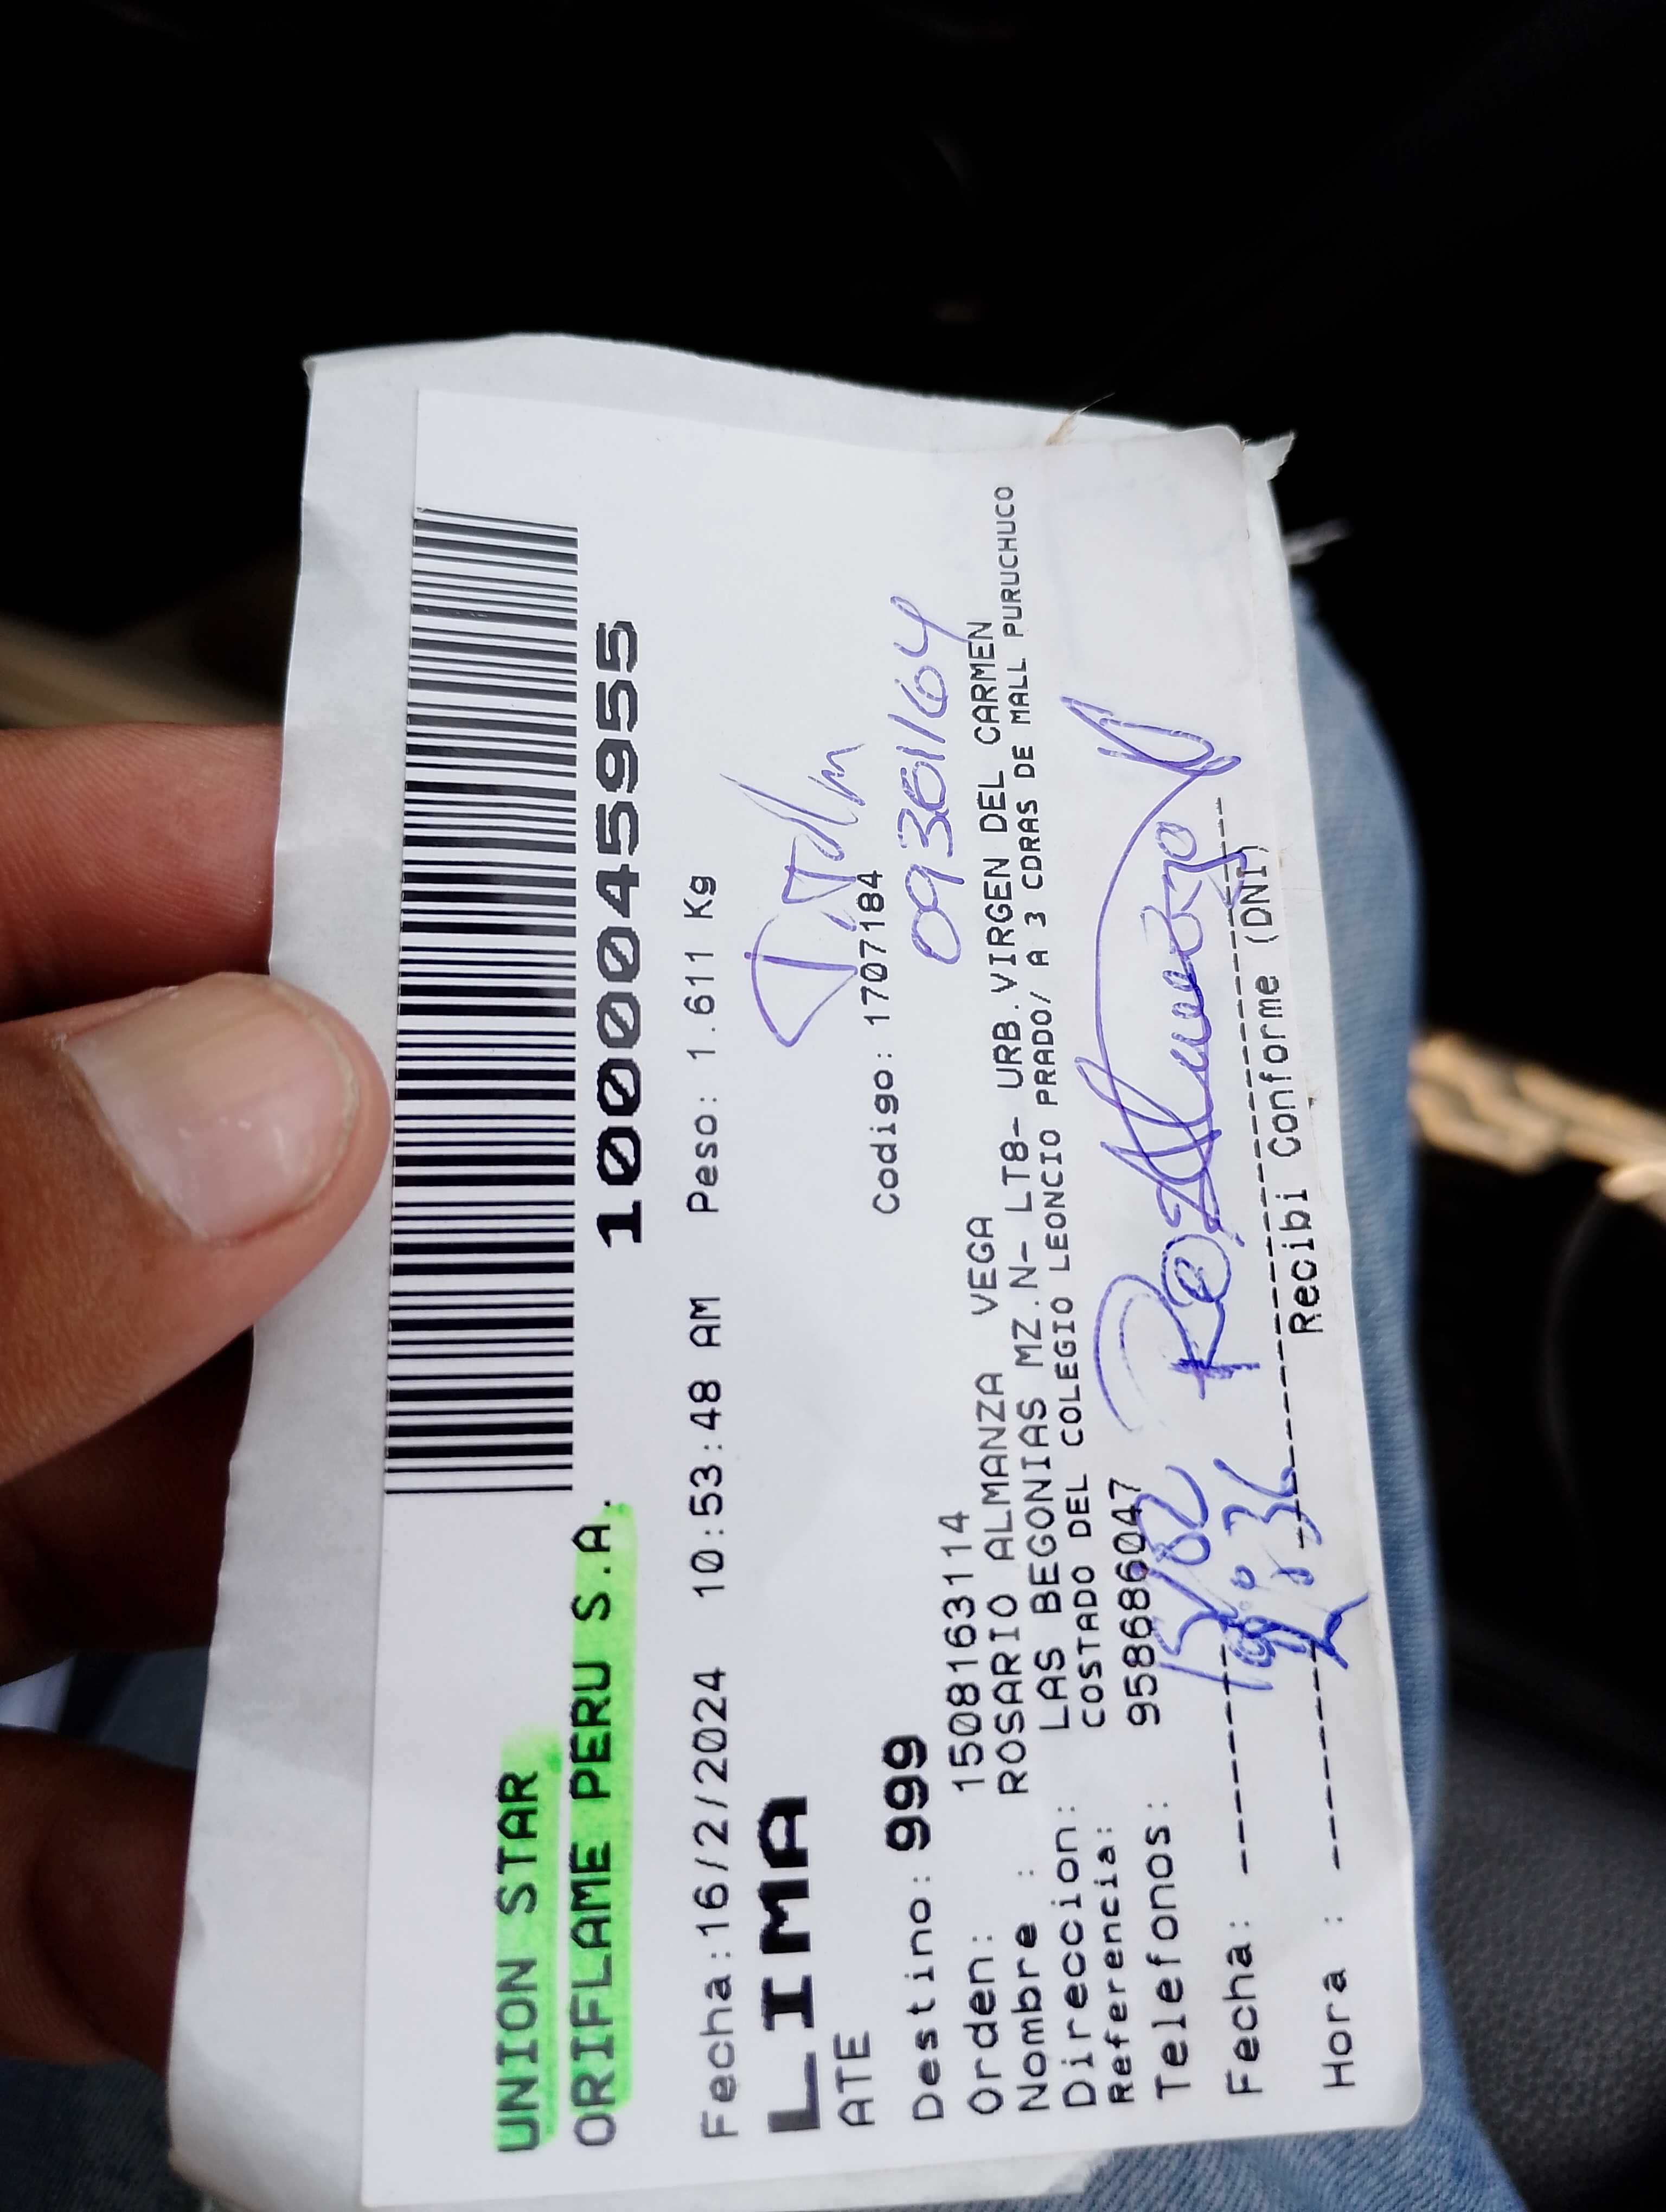 UNION STAR
ORIFLAME PERU S.A.
1000045955
Fecha:16/2/2024 10:53:48 AM Peso: 1.611 Kg
LIMA
ATE
Destino: 999 Codigo: 1707184
09361164
Orden: 1508163114
Nombre : ROSARIO ALMANZA VEGA
Direccion: LAS BEGONIAS MZ.N- LT8- URB.VIRGEN DEL CARMEN
Referencia: COSTADO DEL COLEGIO LEONCIO PRADO/ A 3 CDRAS DE MALL PURUCHUCO
Telefonos: 958686047
Fecha:
Hora :
Recibi Conforme (DNI)